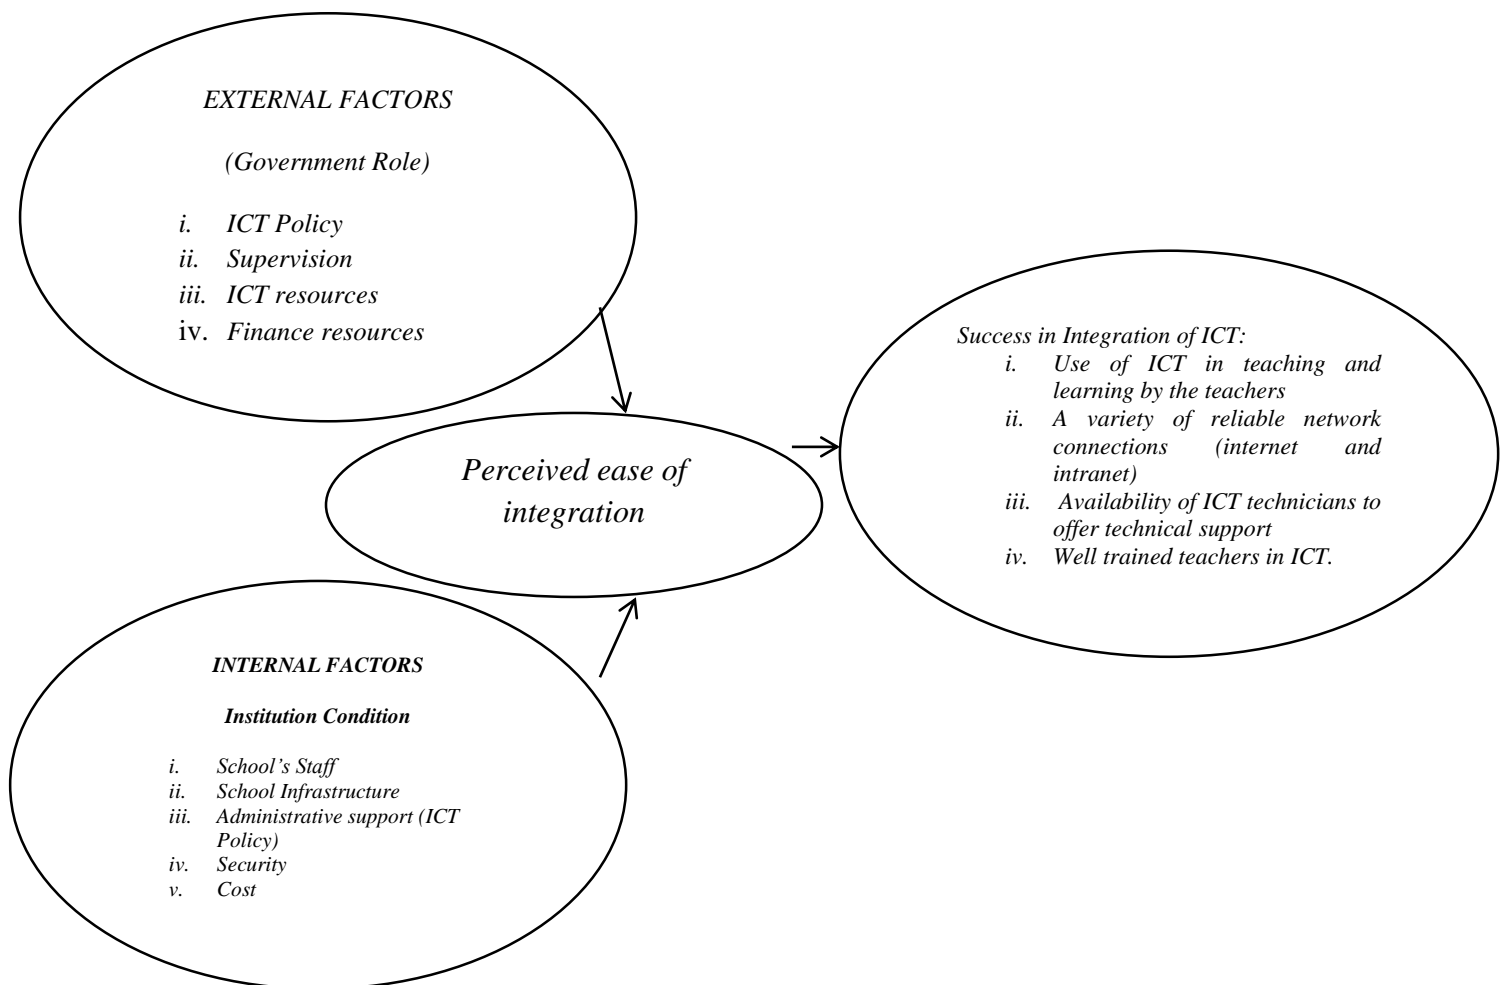 EXTERNAL FACTORS
(Government Role)
i. ICT Policy
ii. Supervision
iii. ICT resources
iv. Finance resources
Perceived ease of
integration
Success in Integration of ICT:
i. Use of ICT in teaching and
learning by the teachers
ii. A variety of reliable network
connections (internet and
intranet)
iii. Availability of ICT technicians to
offer technical support
iv. Well trained teachers in ICT.
INTERNAL FACTORS
Institution Condition
i. School’s Staff
ii. School Infrastructure
iii. Administrative support (ICT
Policy)
iv. Security
v. Cost